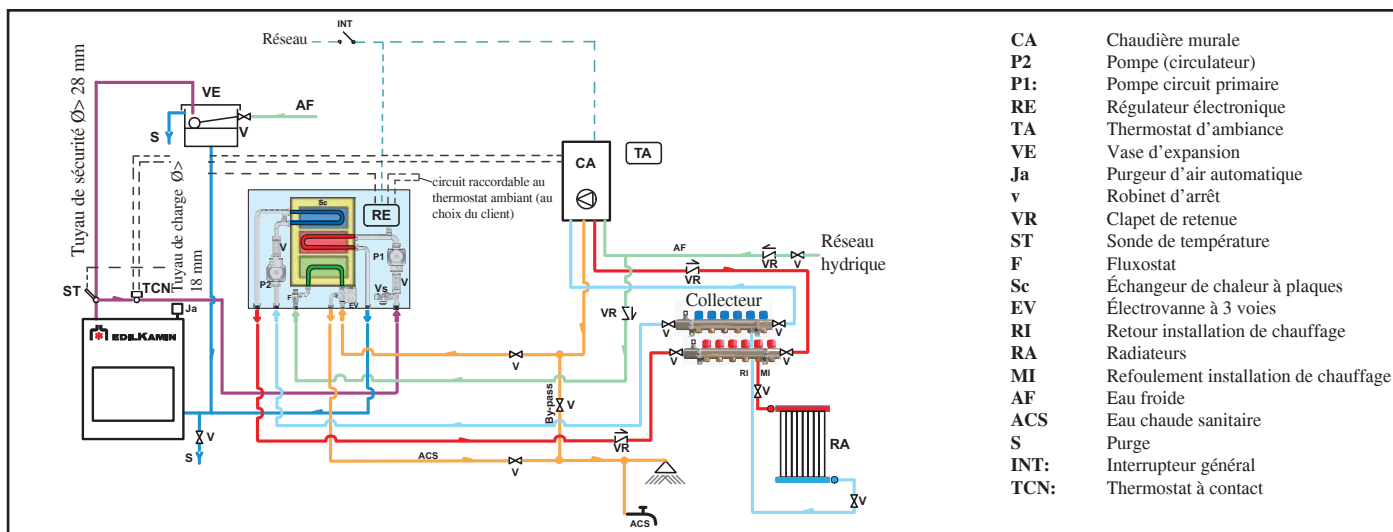 INT
Réseau
VE
AF
V
S
Tuyau de sécurité Ø> 28 mm
Tuyau de charge Ø>
18 mm
ST
TCN
Ja
EDILKAMIN
V
S
Sc
RE
V
P2
P1
V
Vs
F
EV
circuit raccordable au
thermostat ambiant (au
choix du client)
CA
TA
AF
VR
V
Réseau
hydrique
VR
VR
Collecteur
V
V
V
V
RI
MI
V
V
By-pass
V
VR
ACS
V
ACS
RA
V
CA Chaudière murale
P2 Pompe (circulateur)
P1: Pompe circuit primaire
RE Régulateur électronique
TA Thermostat d’ambiance
VE Vase d’expansion
Ja Purgeur d’air automatique
v Robinet d’arrêt
VR Clapet de retenue
ST Sonde de température
F Fluxostat
Sc Échangeur de chaleur à plaques
EV Électrovanne à 3 voies
RI Retour installation de chauffage
RA Radiateurs
MI Refoulement installation de chauffage
AF Eau froide
ACS Eau chaude sanitaire
S Purge
INT: Interrupteur général
TCN: Thermostat à contact